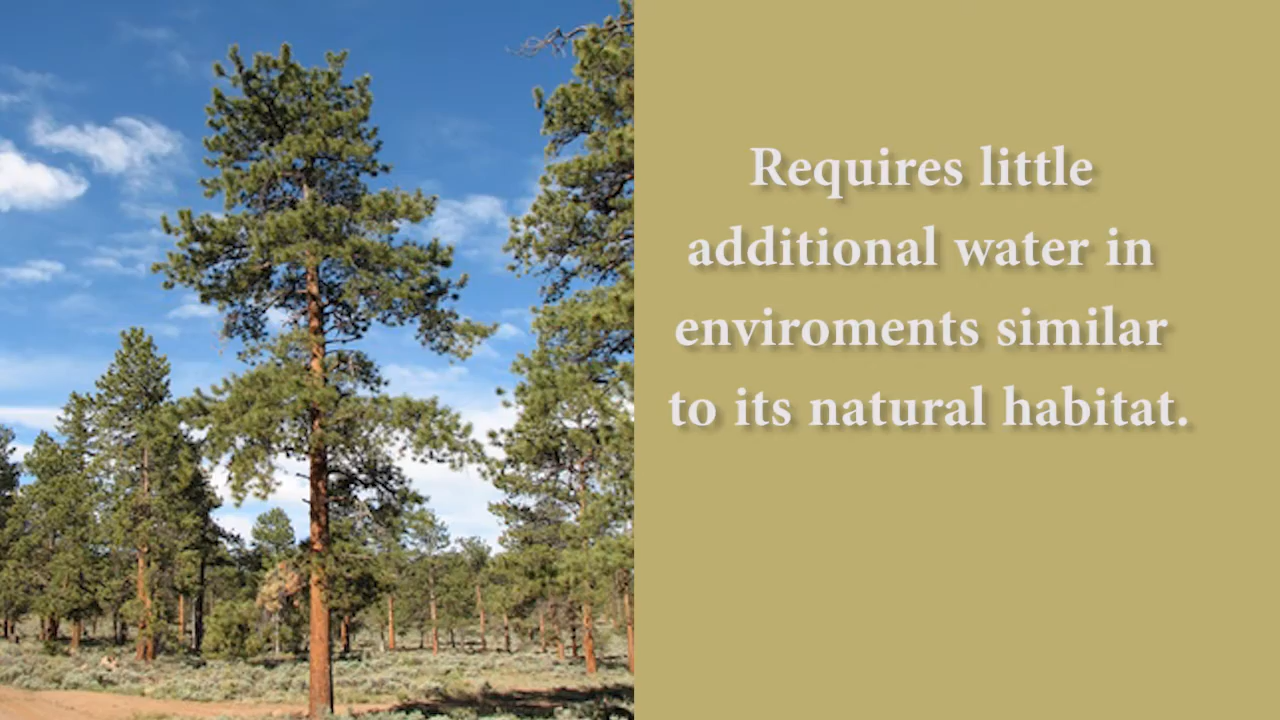 Requires little
additional water in
enviroments similar
to its natural habitat.